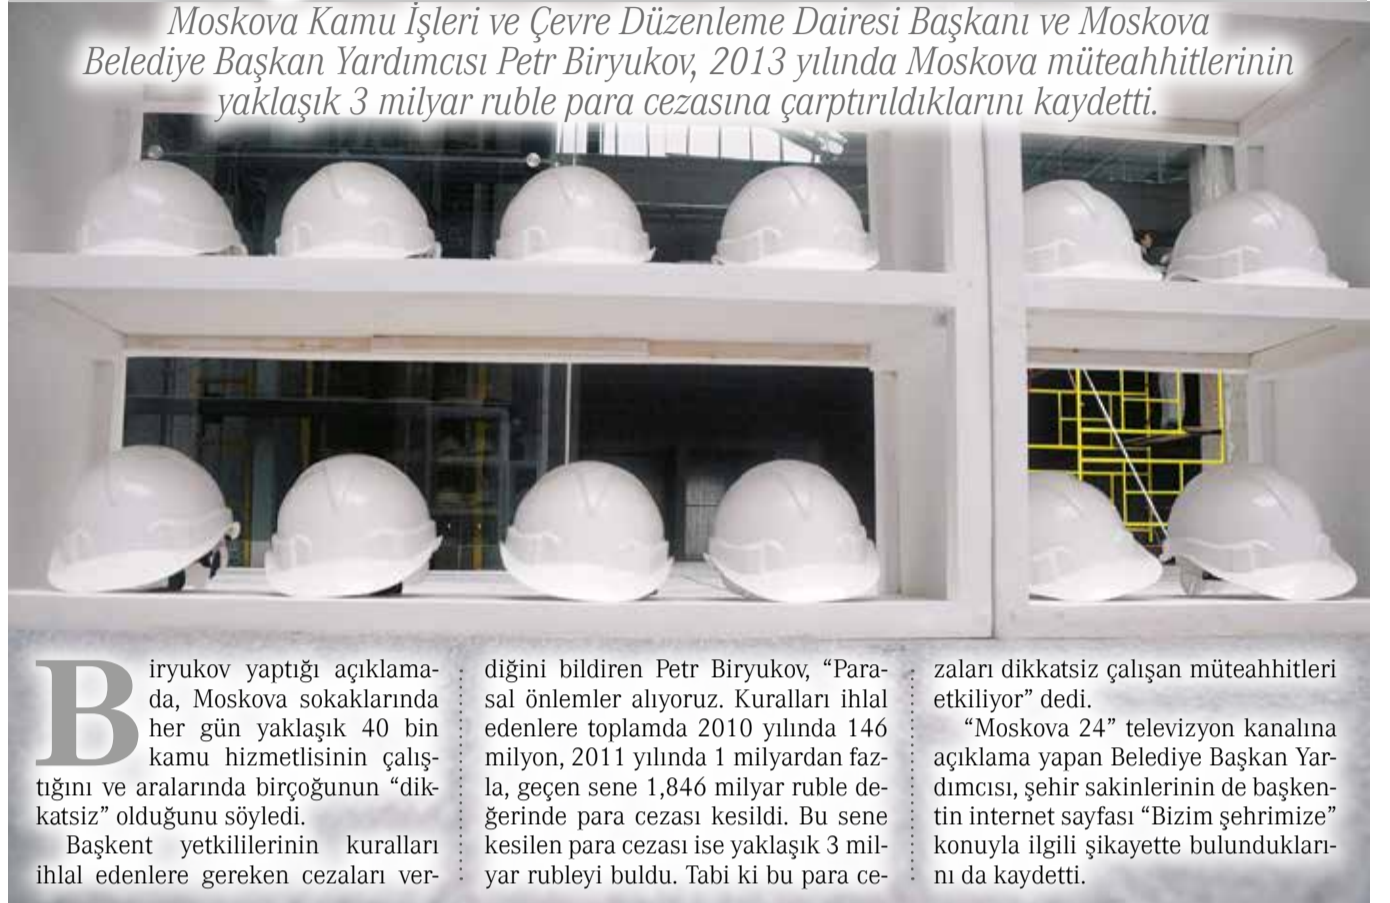 Moskova Kamu İşleri ve Çevre Düzenleme Dairesi Başkanı ve Moskova
Belediye Başkan Yardımcısı Petr Biryukov, 2013 yılında Moskova müteahhitlerinin
yaklaşık 3 milyar ruble para cezasına çarptırıldıklarını kaydetti.
Biryukov yaptığı açıklama-
da, Moskova sokaklarında
her gün yaklaşık 40 bin
kamu hizmetlisinin çalış-
tığını ve aralarında birçoğunun “dik-
katsiz” olduğunu söyledi.
Başkent yetkililerinin kuralları
ihlal edenlere gereken cezaları ver-
diğini bildiren Petr Biryukov, “Para-
sal önlemler alıyoruz. Kuralları ihlal
edenlere toplamda 2010 yılında 146
milyon, 2011 yılında 1 milyardan faz-
la, geçen sene 1,846 milyar ruble de-
ğerinde para cezası kesildi. Bu sene
kesilen para cezası ise yaklaşık 3 mil-
yar rubleyi buldu. Tabi ki bu para ce-
zaları dikkatsiz çalışan müteahhitleri
etkiliyor” dedi.
“Moskova 24” televizyon kanalına
açıklama yapan Belediye Başkan Yar-
dımcısı, şehir sakinlerinin de başken-
tin internet sayfası “Bizim şehrimize”
konuyla ilgili şikayette bulundukları-
nı da kaydetti.